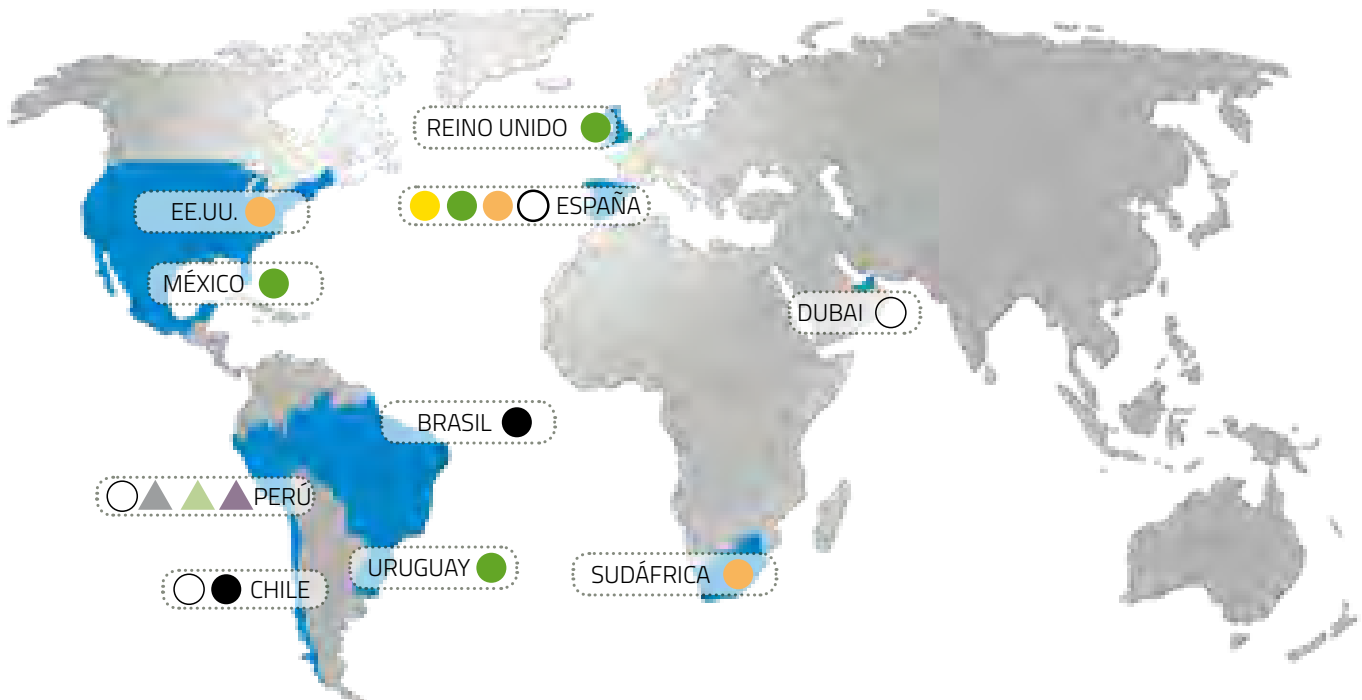 REINO UNIDO
EE.UU.
ESPAÑA
MÉXICO
DUBAI
BRASIL
PERÚ
URUGUAY
SUDÁFRICA
CHILE